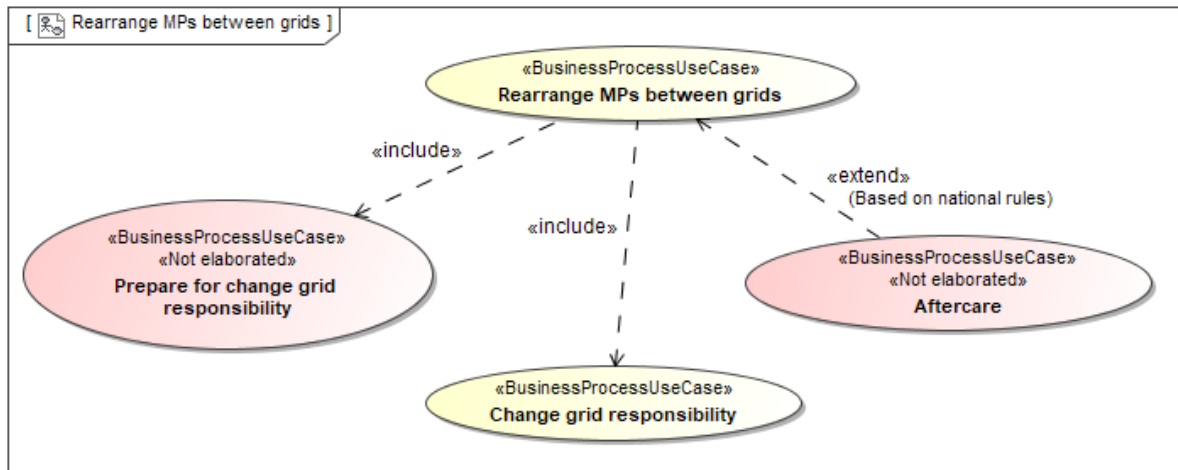 [ Rearrange MPs between grids ]
«BusinessProcessUseCase»
Rearrange MPs between grids
«include»
«extend»
(Based on national rules)
«include»
«BusinessProcessUseCase»
«Not elaborated»
Prepare for change grid
responsibility
«BusinessProcessUseCase»
«Not elaborated»
Aftercare
«BusinessProcessUseCase»
Change grid responsibility